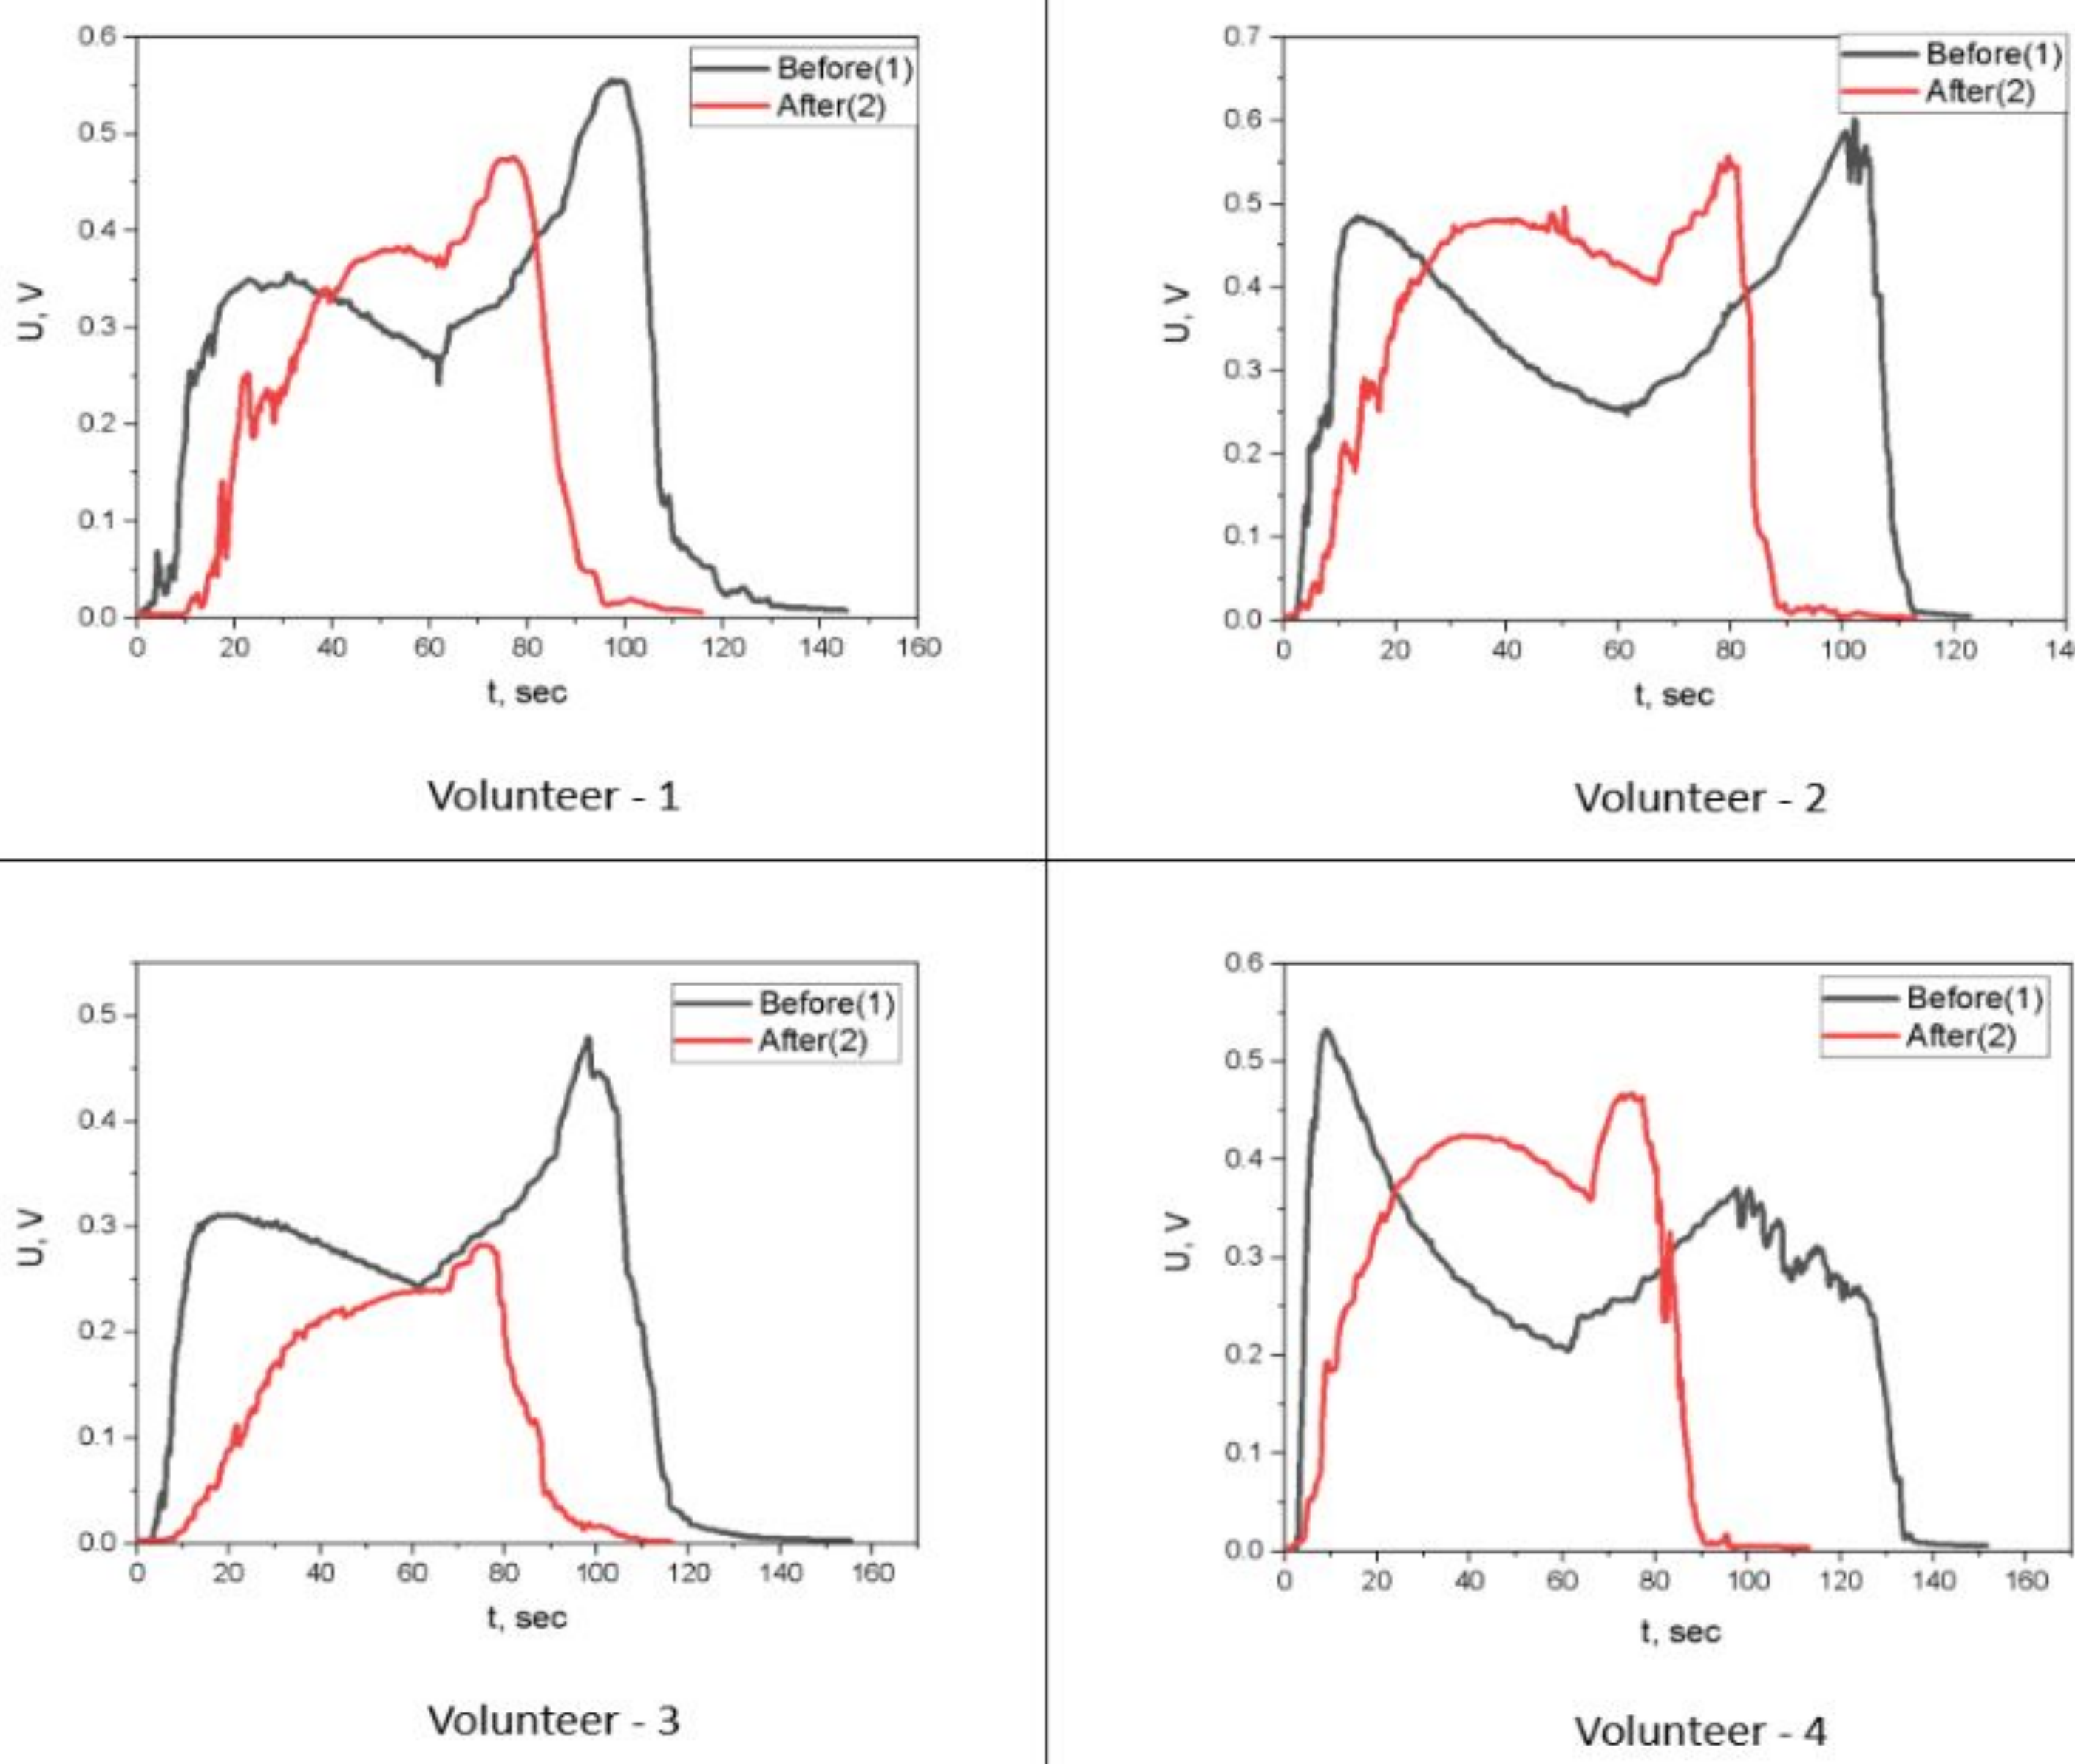 0.6
0.5
0.4
0.3
0.2
0.1
0.0
U, V
Before(1)
After(2)
0 20 40 60 80 100 120 140 160
t, sec
Volunteer - 1
0.7
0.6
0.5
0.4
0.3
0.2
0.1
0.0
U, V
Before(1)
After(2)
0 20 40 60 80 100 120 14
t, sec
Volunteer - 2
0.5
0.4
0.3
0.2
0.1
0.0
U, V
Before(1)
After(2)
0 20 40 60 80 100 120 140 160
t, sec
Volunteer - 3
0.6
0.5
0.4
0.3
0.2
0.1
0.0
U, V
Before(1)
After(2)
0 20 40 60 80 100 120 140 160
t, sec
Volunteer - 4